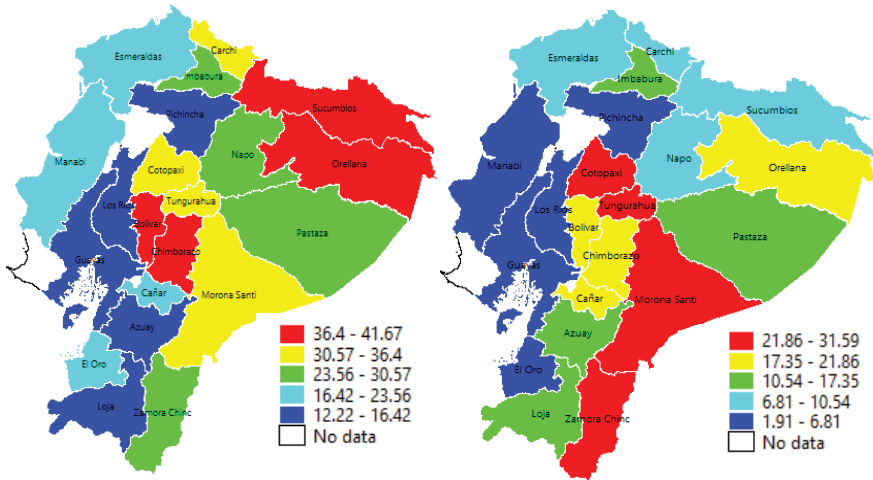 Esmeraldas
Carchi
Imbabura
Sucumbios
Pichincha
Orellana
Napo
Manabi
Cotopaxi
Tungurahua
Los Rios
Bolivar
Pastaza
Chimborazo
Guayas
Cañar
Morona Santi
Azuay
El Oro
Loja
Zamora Chinc
36.4 - 41.67
30.57 - 36.4
23.56 - 30.57
16.42 - 23.56
12.22 - 16.42
No data
Esmeraldas
Carchi
Imbabura
Sucumbios
Pichincha
Napo
Orellana
Manabi
Cotopaxi
Tungurahua
Los Rios
Bolivar
Pastaza
Chimborazo
Guayas
Cañar
Morona Santi
Azuay
El Oro
Loja
Zamora Chinc
21.86 - 31.59
17.35 - 21.86
10.54 - 17.35
6.81 - 10.54
1.91 - 6.81
No data